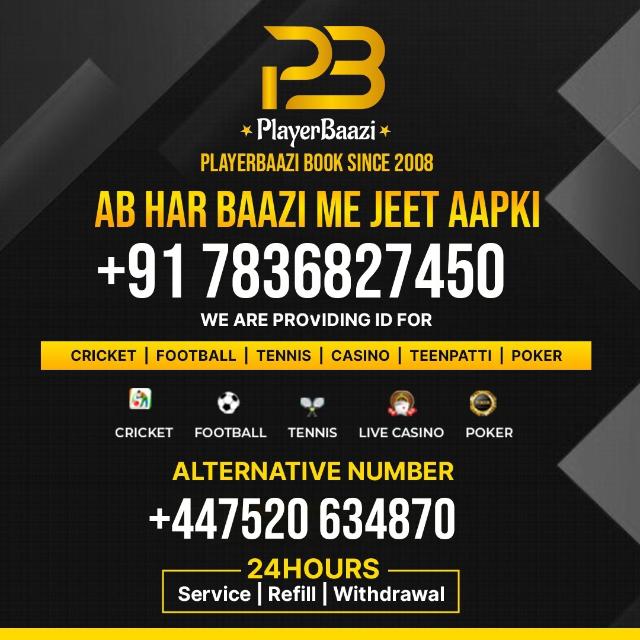 PB
PlayerBaazi
PLAYERBAAZI BOOK SINCE 2008
AB HAR BAAZI ME JEET AAPKI
+91 7836827450
WE ARE PROVIDING ID FOR
CRICKET | FOOTBALL | TENNIS | CASINO | TEENPATTI | POKER
CRICKET FOOTBALL TENNIS LIVE CASINO POKER
ALTERNATIVE NUMBER
+447520 634870
24HOURS
Service | Refill | Withdrawal